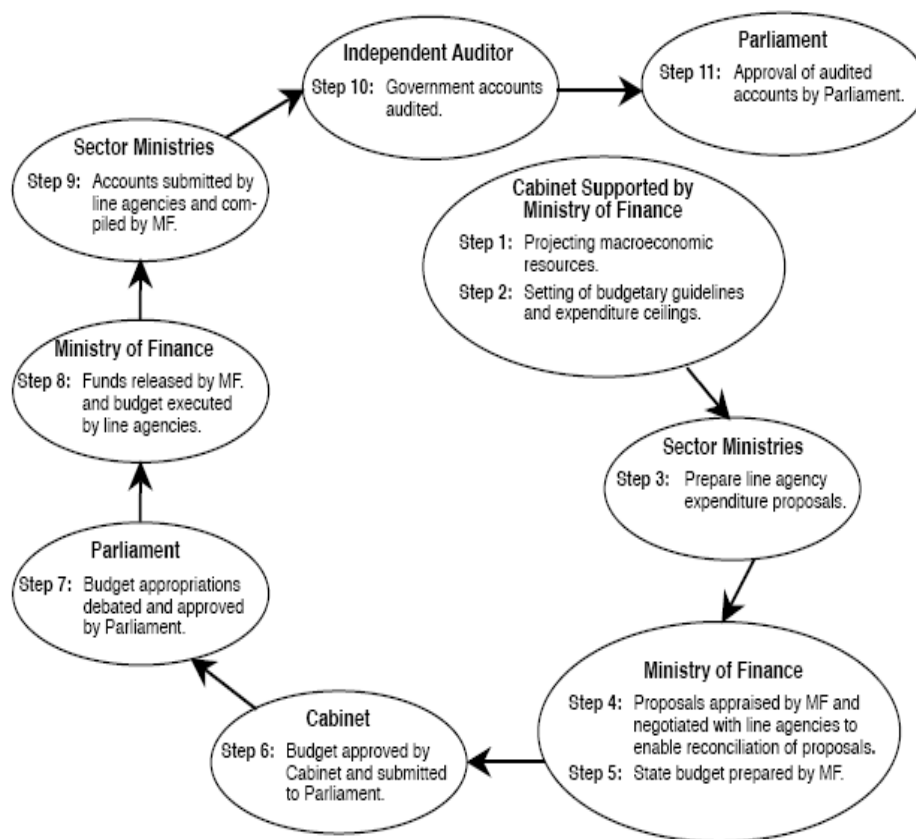 Independent Auditor
Step 10: Government accounts
audited.
Parliament
Step 11: Approval of audited
accounts by Parliament.
Sector Ministries
Step 9: Accounts submitted by
line agencies and com-
piled by MF.
Cabinet Supported by
Ministry of Finance
Step 1: Projecting macroeconomic
resources.
Step 2: Setting of budgetary guidelines
and expenditure ceilings.
Ministry of Finance
Step 8: Funds released by MF.
and budget executed
by line agencies.
Sector Ministries
Step 3: Prepare line agency
expenditure proposals.
Parliament
Step 7: Budget appropriations
debated and approved
by Parliament.
Ministry of Finance
Step 4: Proposals appraised by MF and
negotiated with line agencies to
enable reconciliation of proposals.
Step 5: State budget prepared by MF.
Cabinet
Step 6: Budget approved by
Cabinet and submitted
to Parliament.